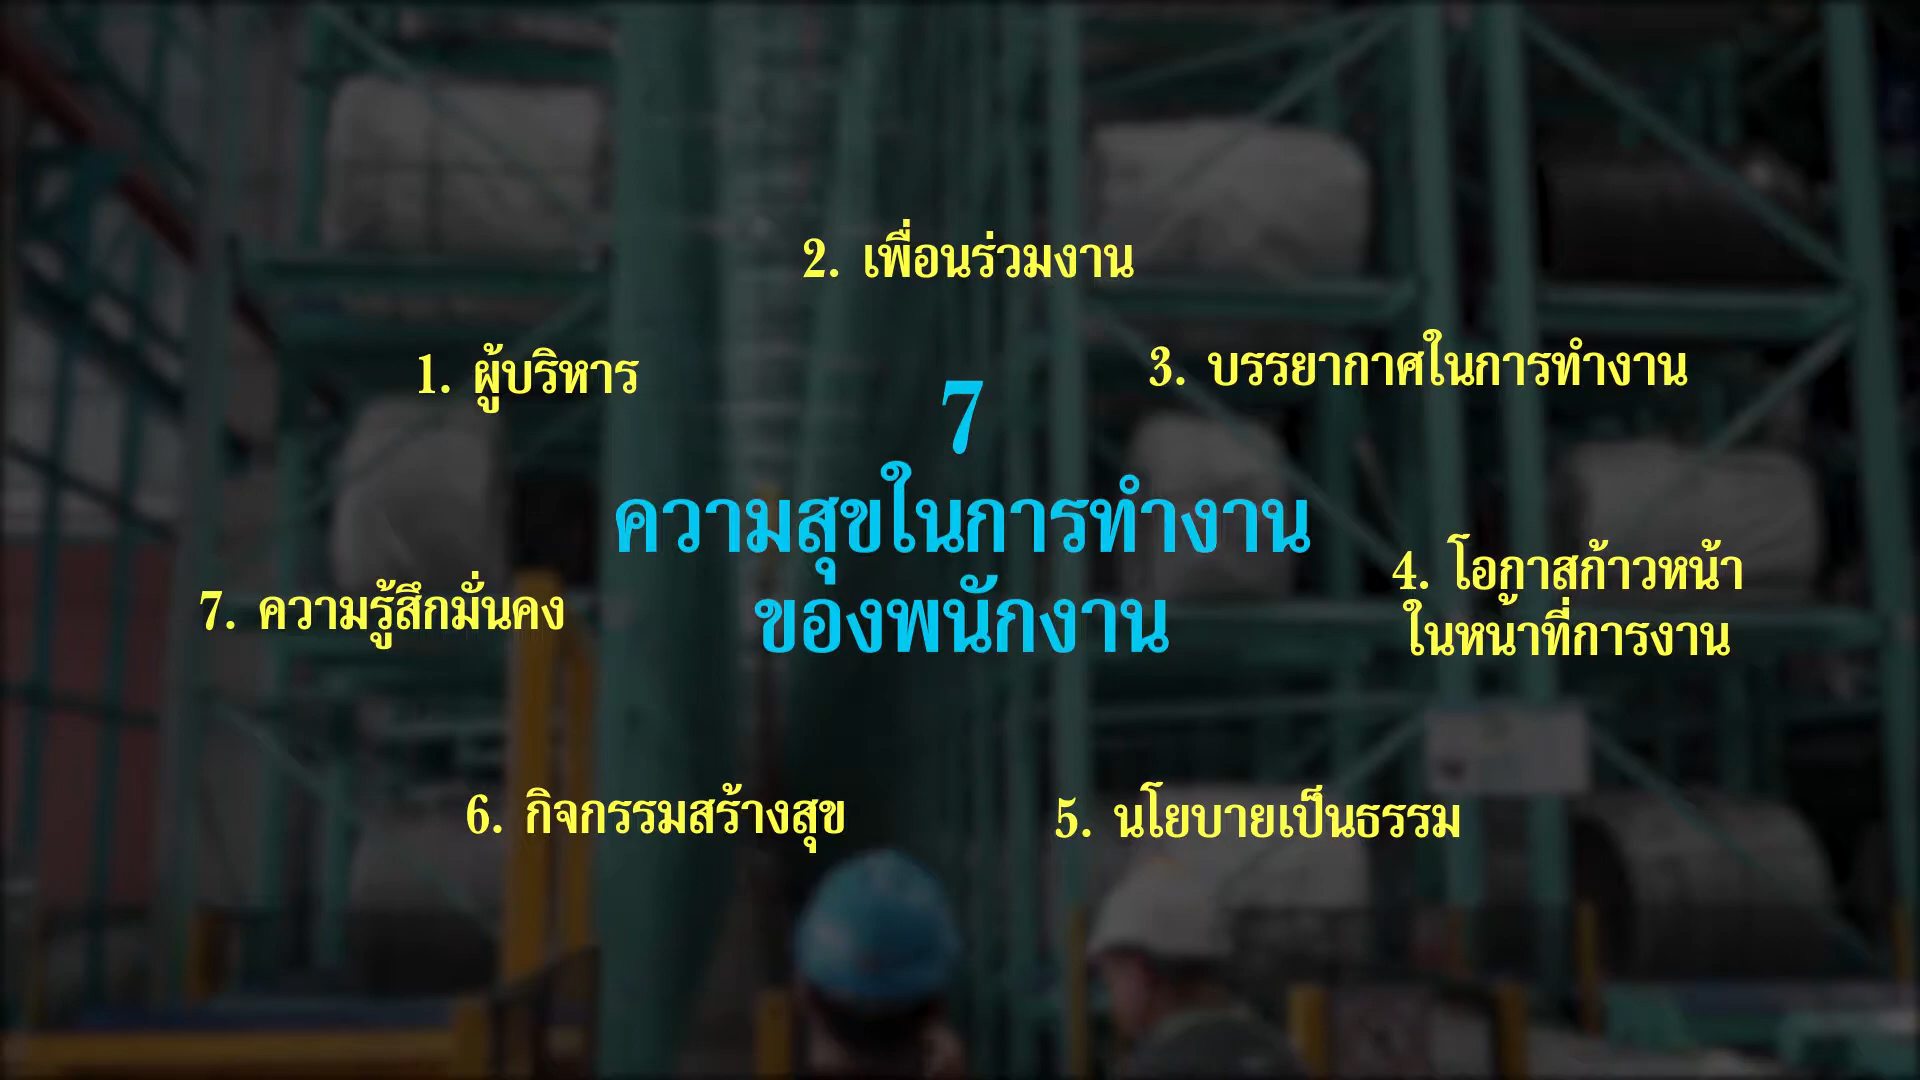 7
ความสุขในการทำงาน
ของพนักงาน
1. ผู้บริหาร
2. เพื่อนร่วมงาน
3. บรรยากาศในการทำงาน
4. โอกาสก้าวหน้า
ในหน้าที่การงาน
5. นโยบายเป็นธรรม
6. กิจกรรมสร้างสุข
7. ความรู้สึกมั่นคง